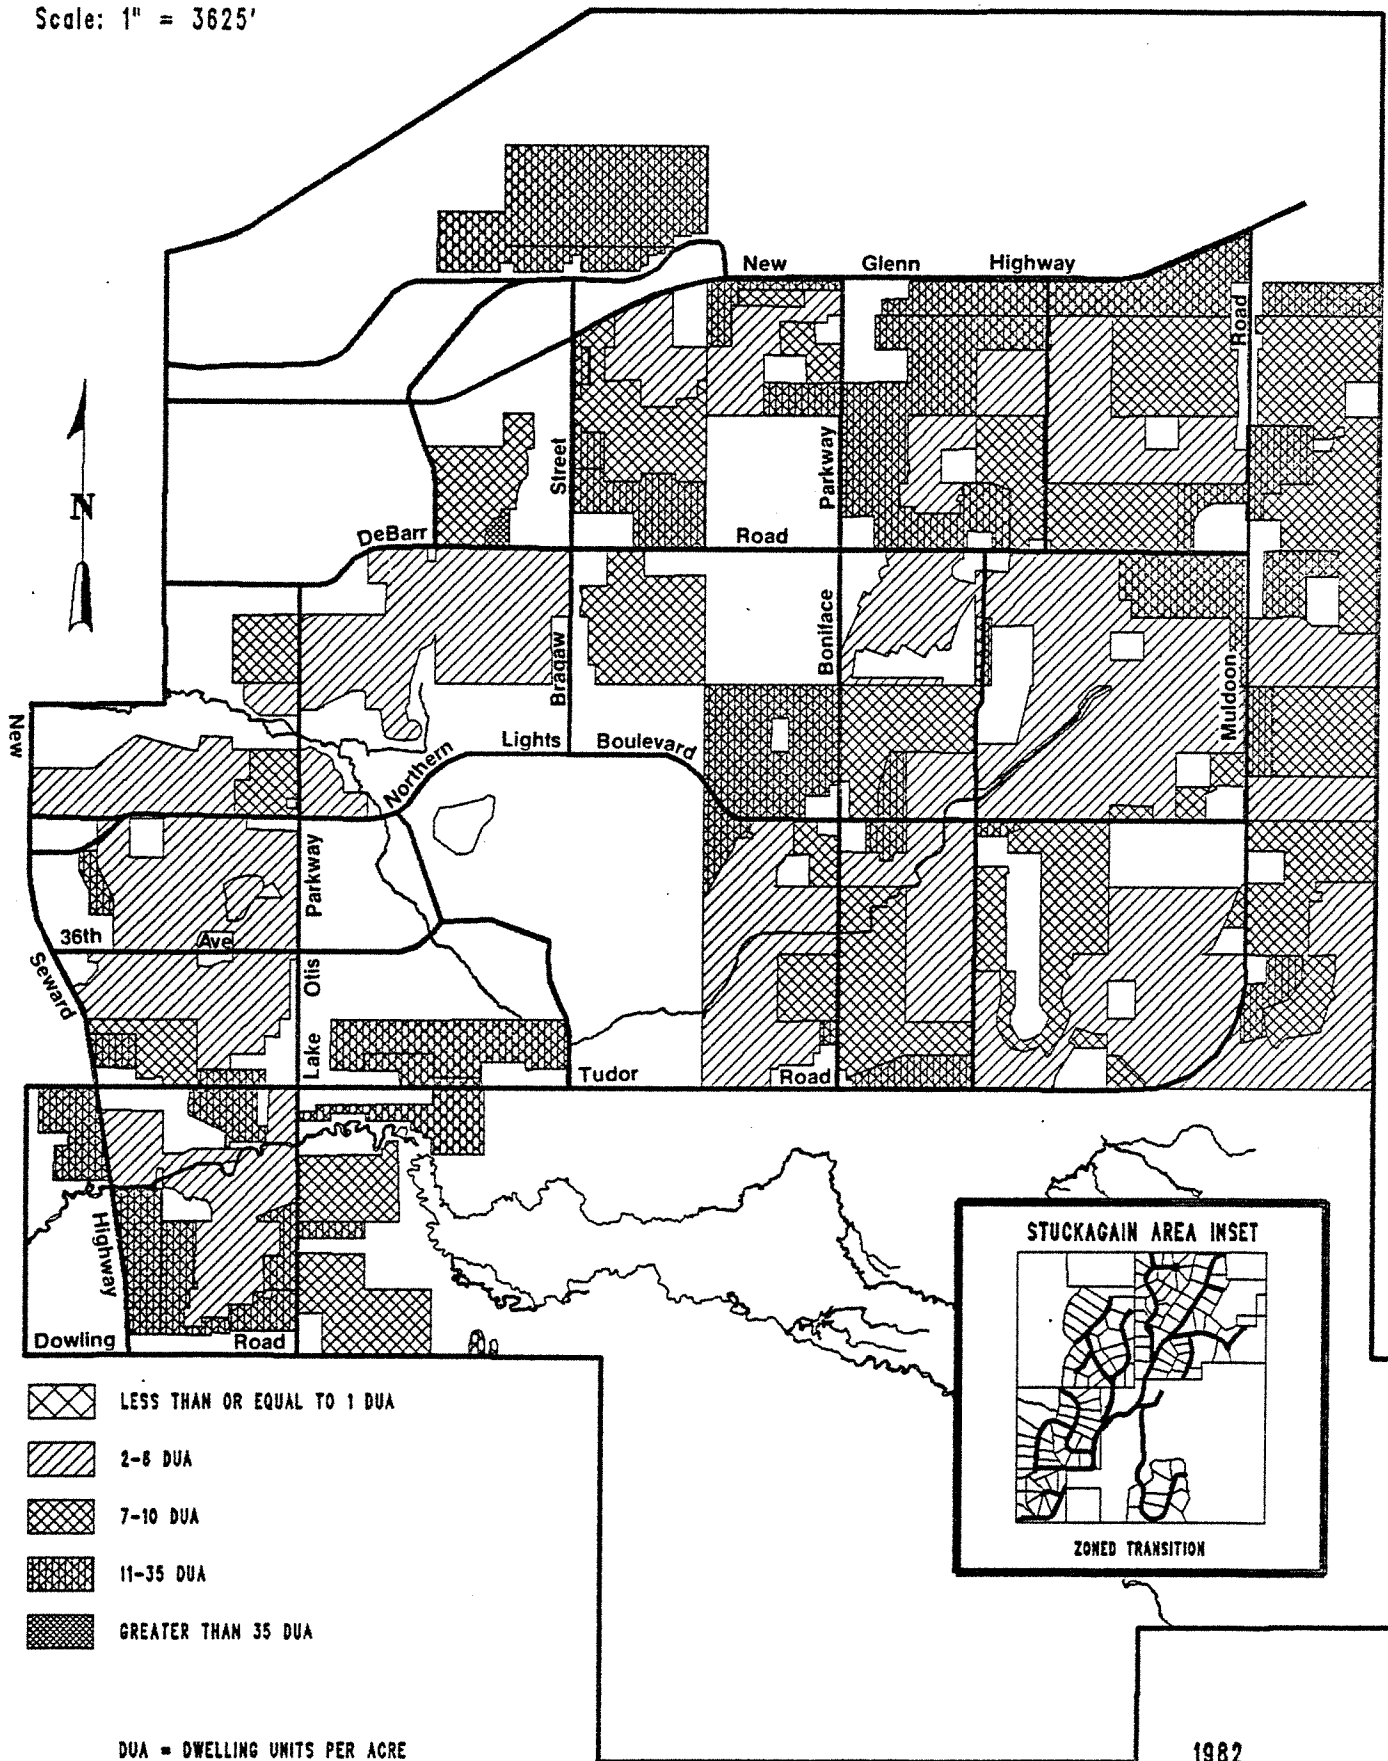 Scale: 1" = 3625'
New Glenn Highway
Road
N
Street
Parkway
DeBarr
Road
Bragaw
Boniface
Muldoon
New
Lights Boulevard
Northern
Parkway
36th Ave
Seward
Otis
Lake
Tudor Road
Highway
Dowling Road
STUCKAGAIN AREA INSET
ZONED TRANSITION
LESS THAN OR EQUAL TO 1 DUA
2-6 DUA
7-10 DUA
11-35 DUA
GREATER THAN 35 DUA
DUA = DWELLING UNITS PER ACRE
1982